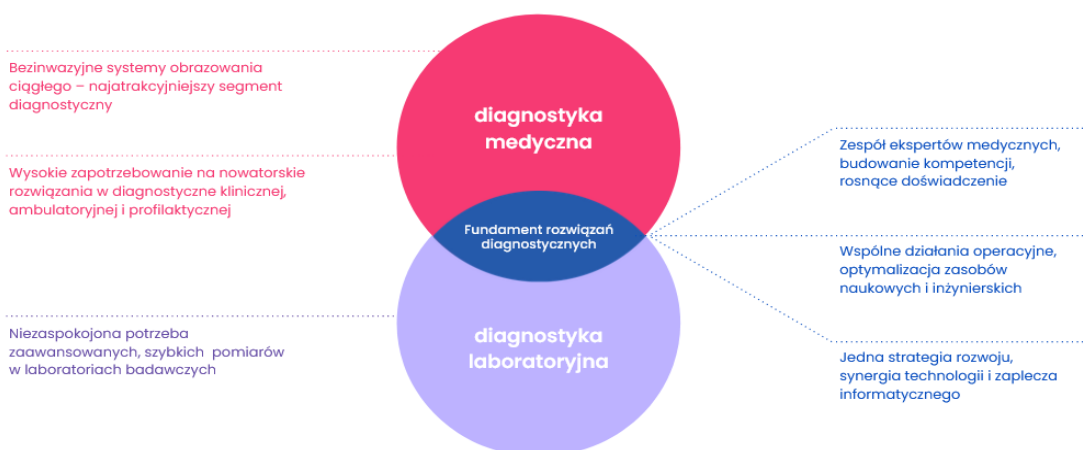 Bezinwazyjne systemy obrazowania
ciągłego – najatrakcyjniejszy segment
diagnostyczny
Wysokie zapotrzebowanie na nowatorskie
rozwiązania w diagnostyczne klinicznej,
ambulatoryjnej i profilaktycznej
Niezaspokojona potrzeba
zaawansowanych, szybkich pomiarów
w laboratoriach badawczych
diagnostyka
medyczna
Fundament rozwiązań
diagnostycznych
diagnostyka
laboratoryjna
Zespół ekspertów medycznych,
budowanie kompetencji,
rosnące doświadczenie
Wspólne działania operacyjne,
optymalizacja zasobów
naukowych i inżynierskich
Jedna strategia rozwoju,
synergia technologii i zaplecza
informatycznego